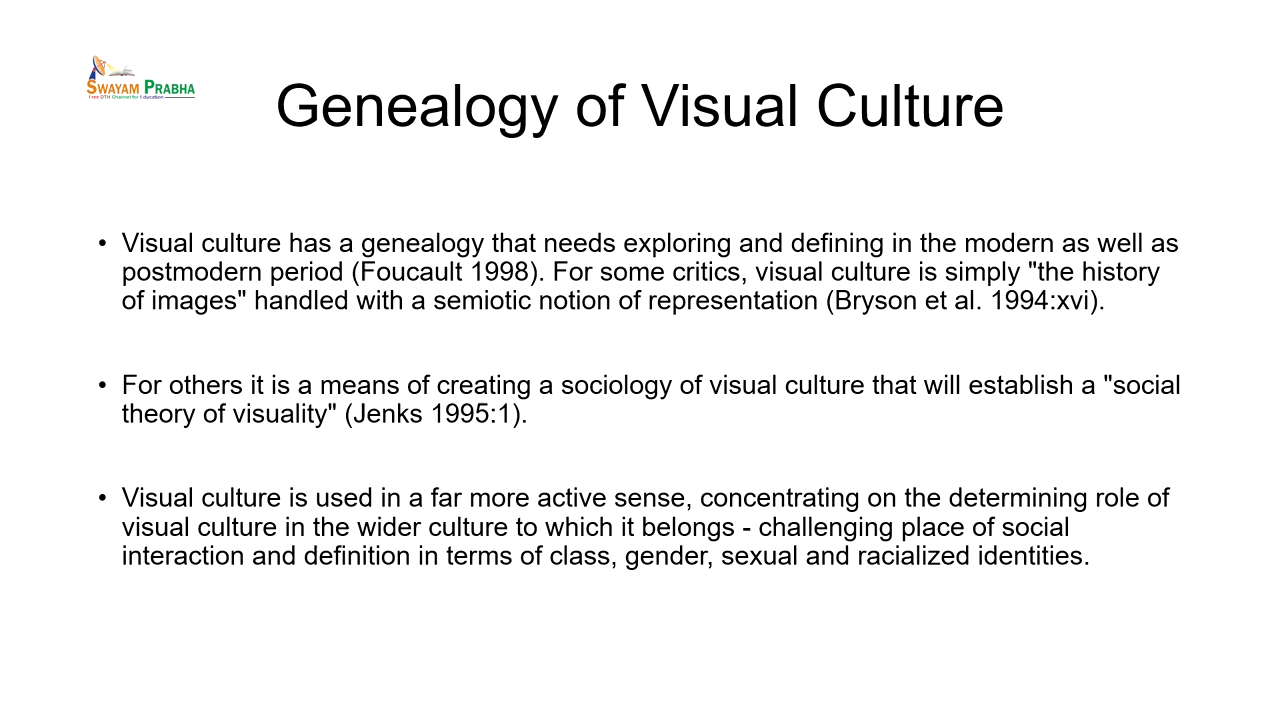 SWAYAM PRABHA
Free DTH Channel for Education
Genealogy of Visual Culture
• Visual culture has a genealogy that needs exploring and defining in the modern as well as
postmodern period (Foucault 1998). For some critics, visual culture is simply "the history
of images" handled with a semiotic notion of representation (Bryson et al. 1994:xvi).
• For others it is a means of creating a sociology of visual culture that will establish a "social
theory of visuality" (Jenks 1995:1).
• Visual culture is used in a far more active sense, concentrating on the determining role of
visual culture in the wider culture to which it belongs - challenging place of social
interaction and definition in terms of class, gender, sexual and racialized identities.